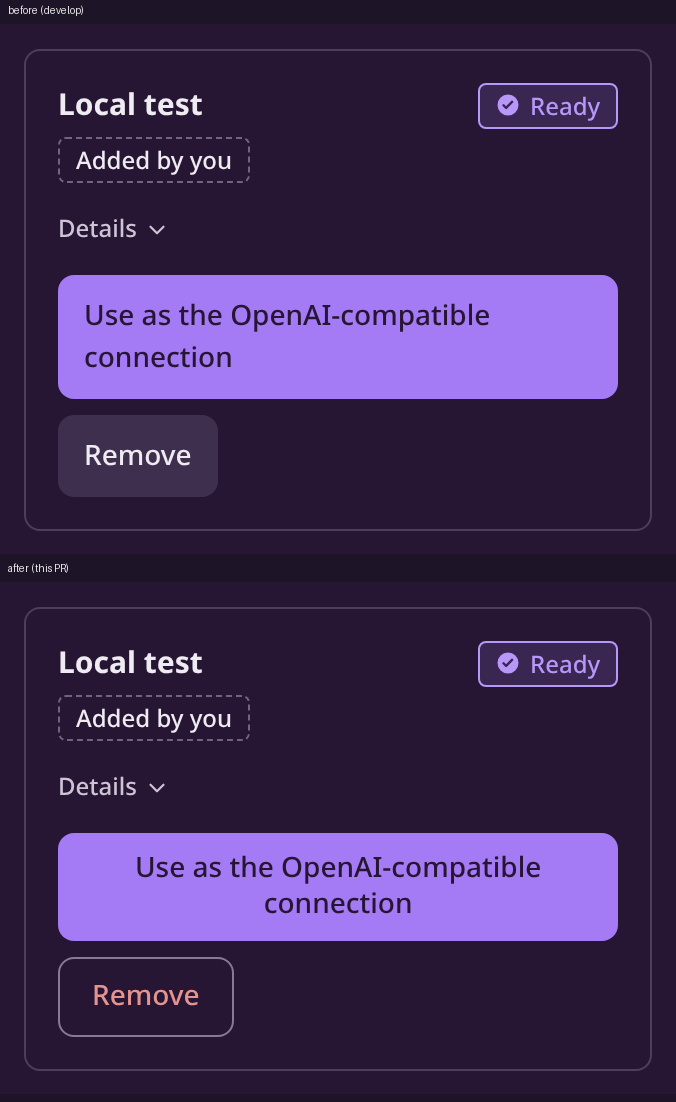 before (develop)
Local test
Ready
Added by you
Details
Use as the OpenAI-compatible
connection
Remove
after (this PR)
Local test
Ready
Added by you
Details
Use as the OpenAI-compatible
connection
Remove